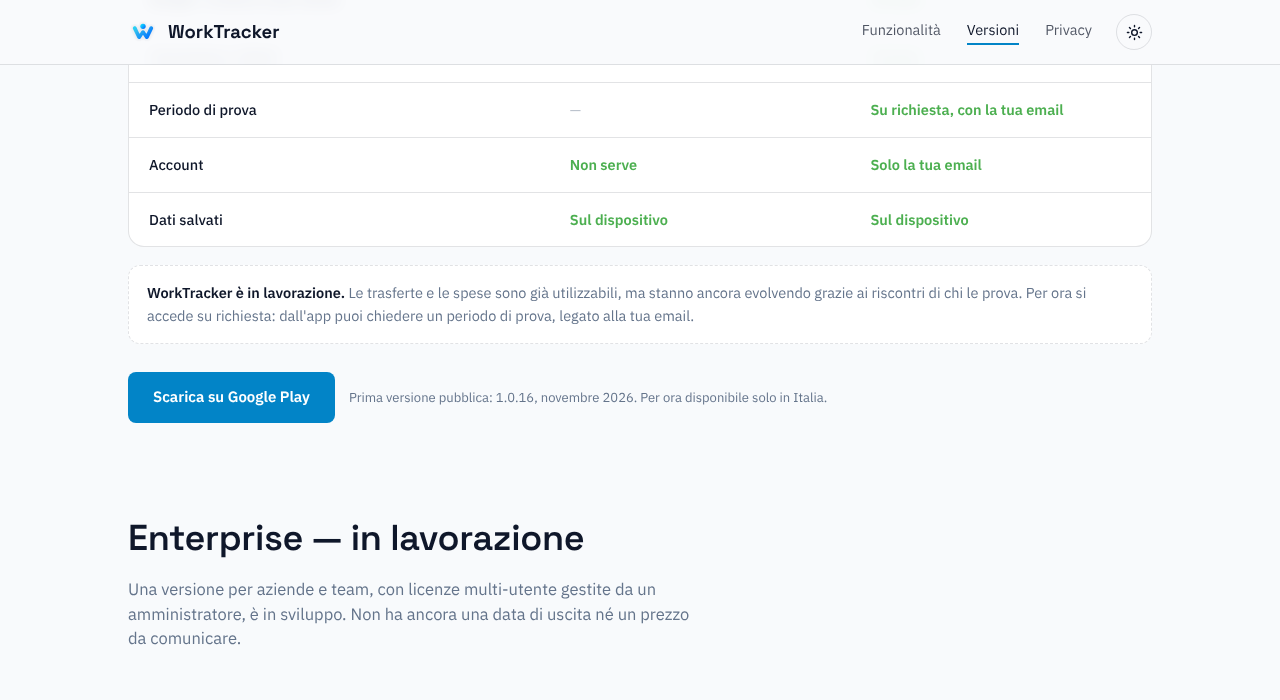 WorkTracker
Funzionalità
Versioni
Privacy
Periodo di prova
—
Su richiesta, con la tua email
Account
Non serve
Solo la tua email
Dati salvati
Sul dispositivo
Sul dispositivo
WorkTracker è in lavorazione. Le trasferte e le spese sono già utilizzabili, ma stanno ancora evolvendo grazie ai riscontri di chi le prova. Per ora si
accede su richiesta: dall'app puoi chiedere un periodo di prova, legato alla tua email.
Scarica su Google Play
Prima versione pubblica: 1.0.16, novembre 2026. Per ora disponibile solo in Italia.
Enterprise — in lavorazione
Una versione per aziende e team, con licenze multi-utente gestite da un
amministratore, è in sviluppo. Non ha ancora una data di uscita né un prezzo
da comunicare.